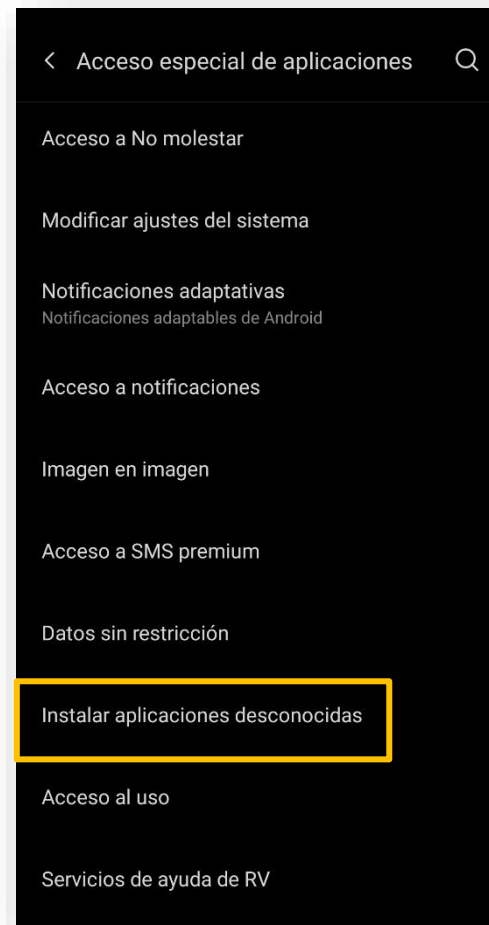 Acceso especial de aplicaciones
Acceso a No molestar
Modificar ajustes del sistema
Notificaciones adaptativas
Notificaciones adaptables de Android
Acceso a notificaciones
Imagen en imagen
Acceso a SMS premium
Datos sin restricción
Instalar aplicaciones desconocidas
Acceso al uso
Servicios de ayuda de RV